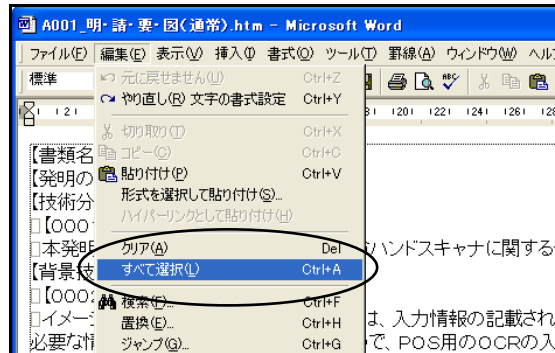 A001_明・請・要・図(通常).htm - Microsoft Word
ファイル(F) 編集(E) 表示(V) 挿入(I) 書式(O) ツール(T) 罫線(A) ウィンドウ(W) ヘル
標準
元に戻せません(U) Ctrl+Z
やり直し(R) 文字の書式設定 Ctrl+Y
切り取り(T) Ctrl+X
コピー(C) Ctrl+C
貼り付け(P) Ctrl+V
形式を選択して貼り付け(S)...
ハイパーリンクとして貼り付け(H)
クリア(A) Del
すべて選択(L) Ctrl+A
検索(F)... Ctrl+F
置換(E)... Ctrl+H
ジャンプ(G)... Ctrl+G
2 120 122 124 126
【書類名
【発明の
【技術分
【000
本発明 ハンドスキャナに関する
【背景技
【000
イメー は、入力情報の記載され
必要な情 で、POS用のOCRの入